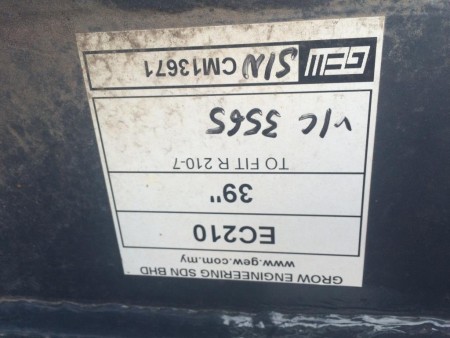 GROW ENGINEERING SDN BHD
www.gew.com.my
EC210
39"
TO FIT R 210-7
V/C 3565
GEW S/N CM13671